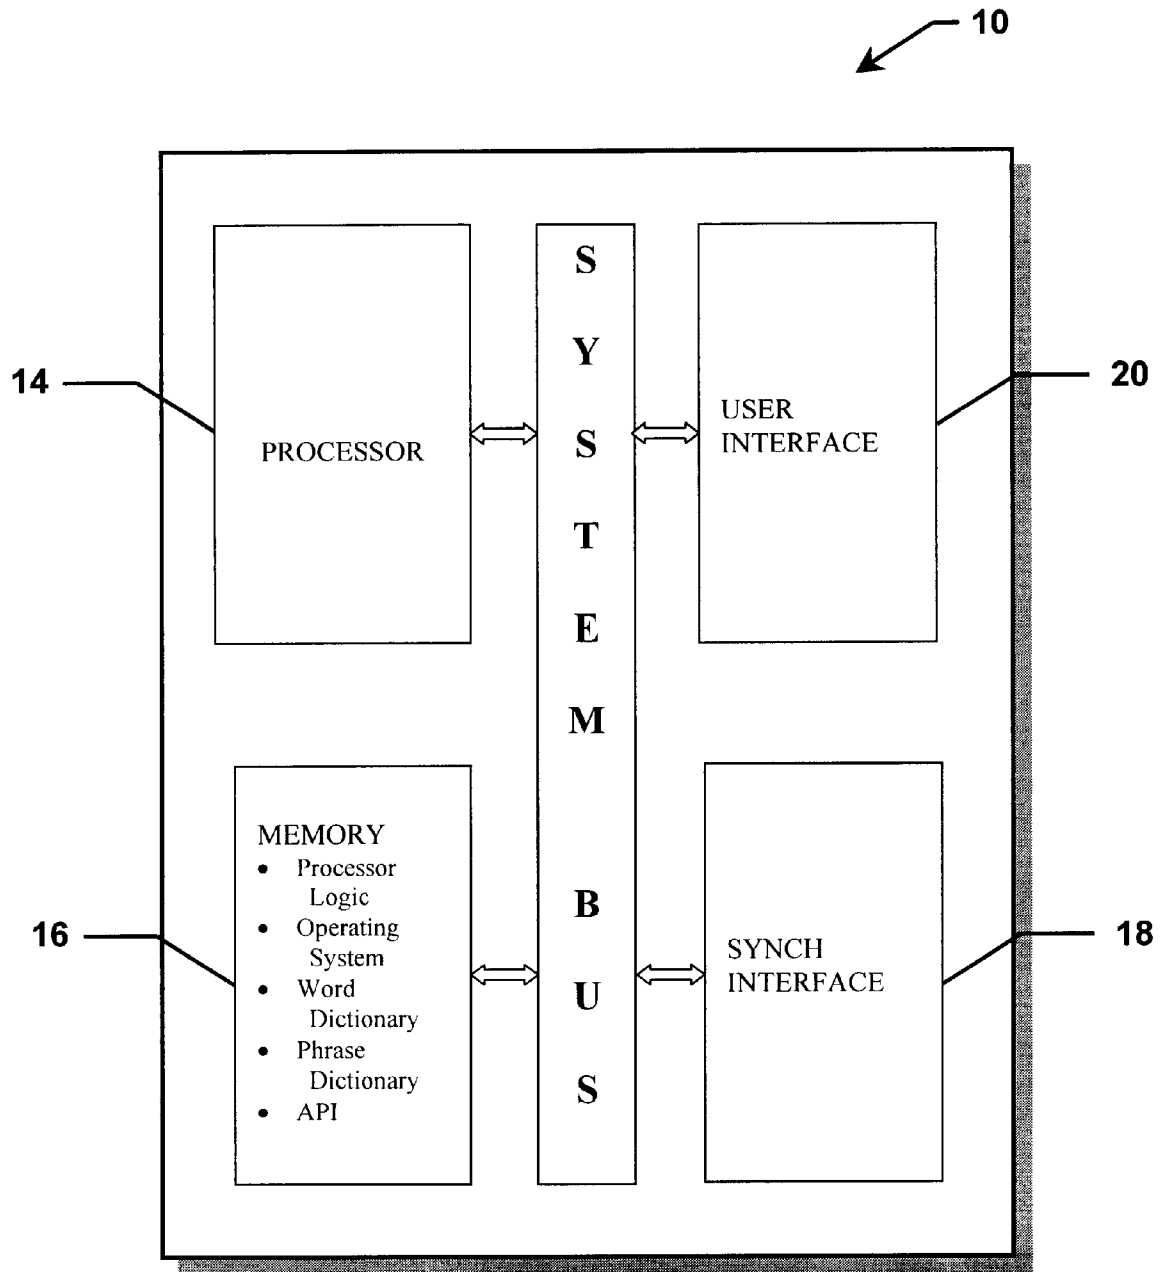 10
14
PROCESSOR
S
Y
S
T
E
M
B
U
S
USER
INTERFACE
20
16
MEMORY
• Processor
Logic
• Operating
System
• Word
Dictionary
• Phrase
Dictionary
• API
SYNCH
INTERFACE
18